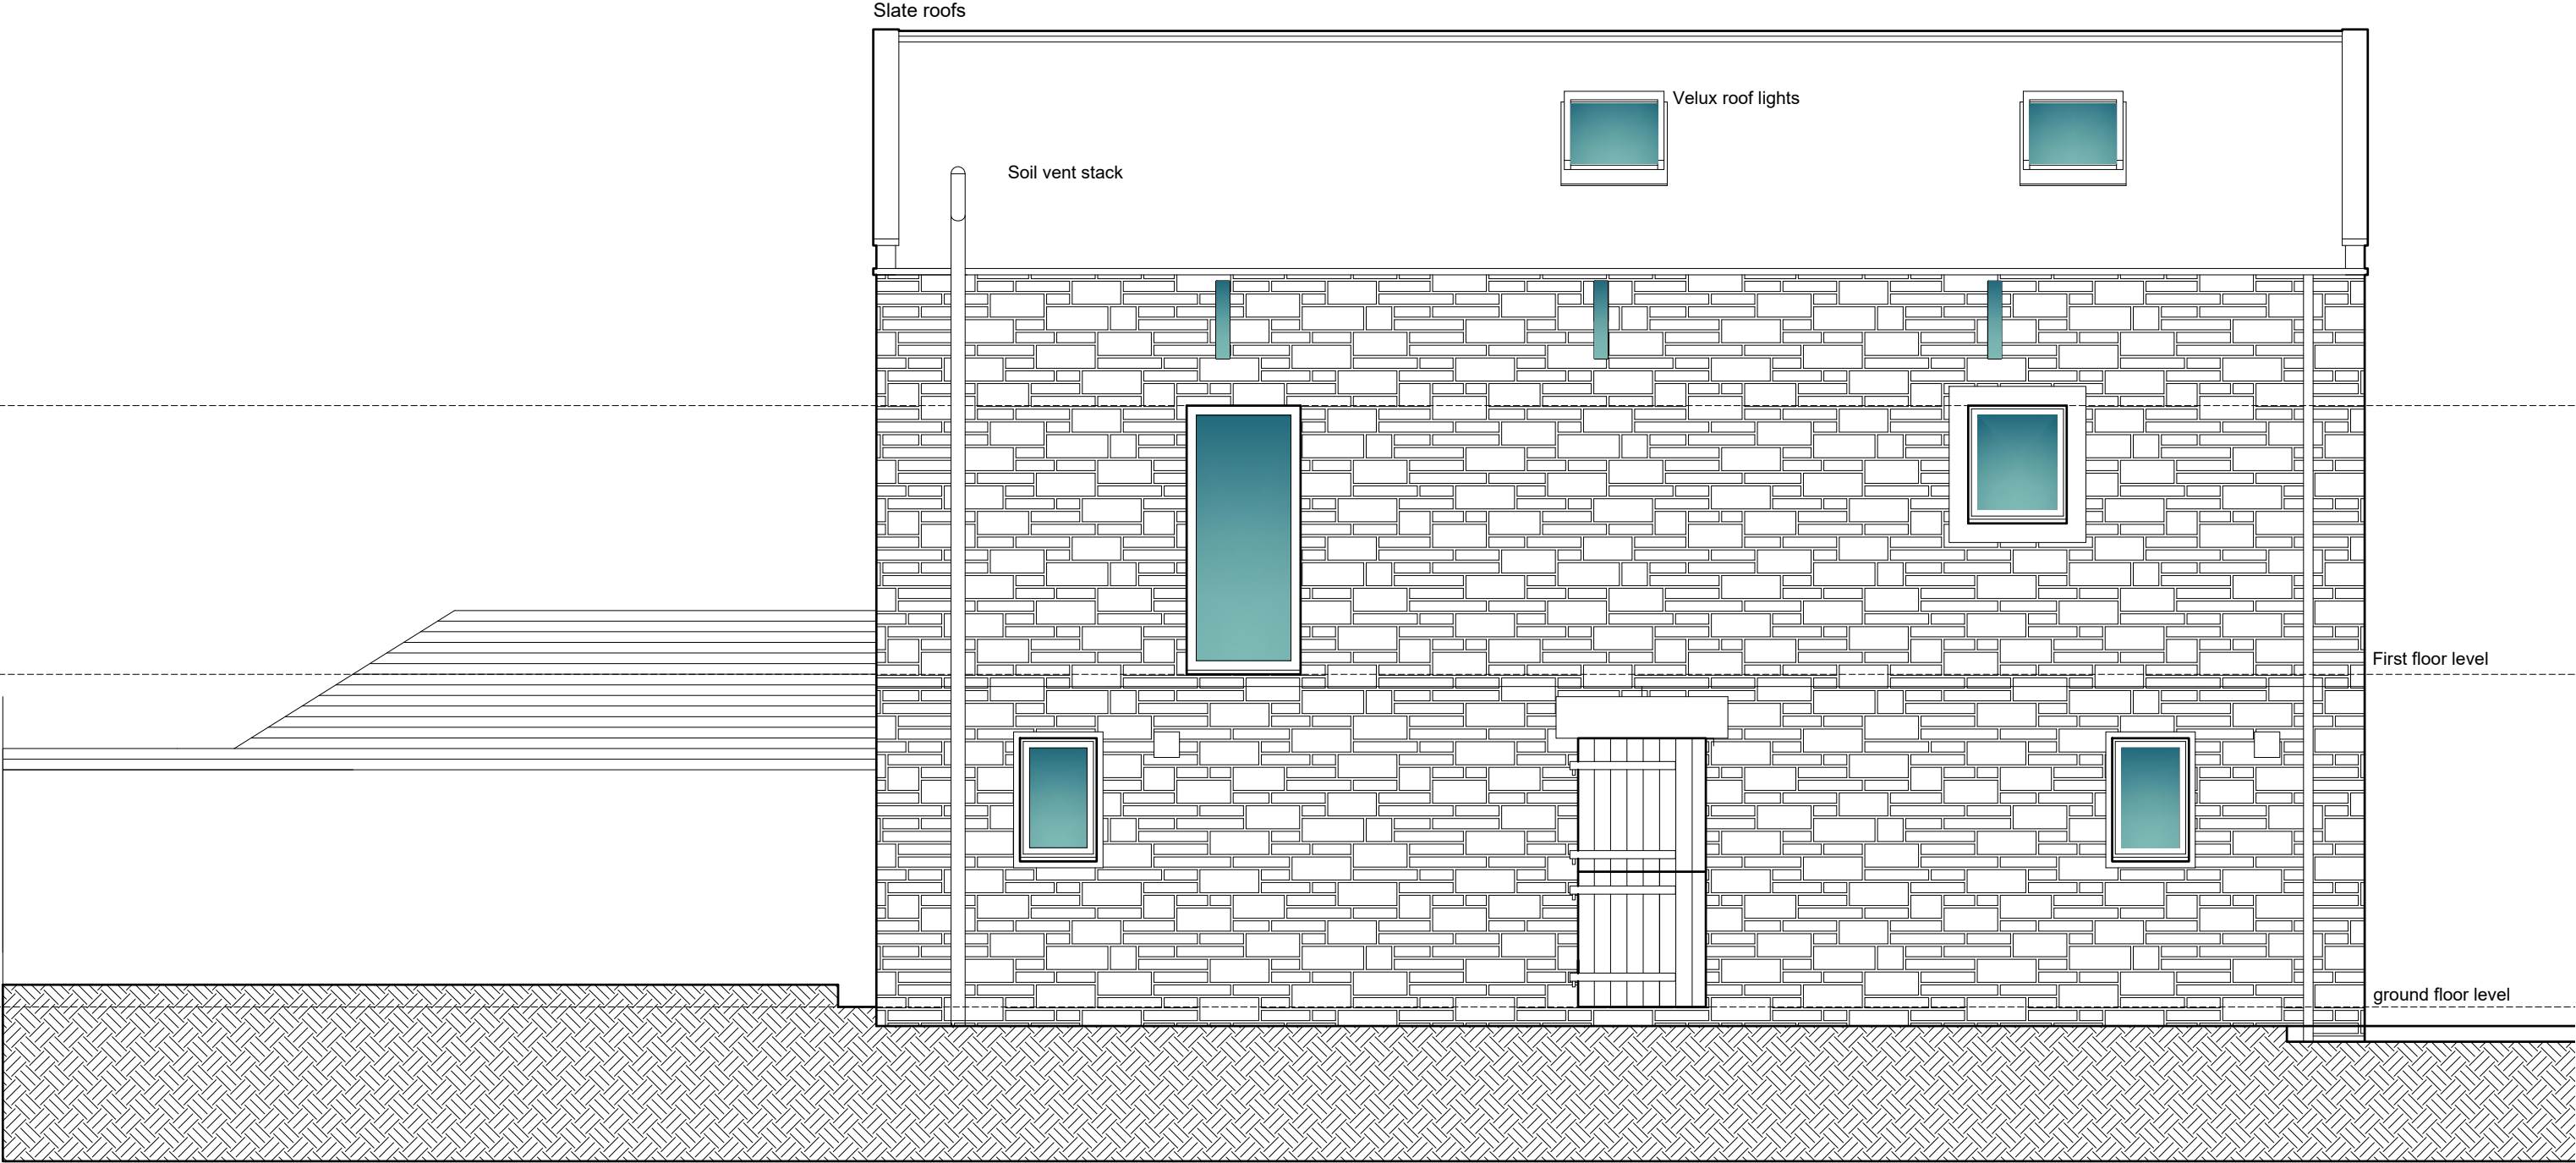 Slate roofs
Velux roof lights
Soil vent stack
First floor level
ground floor level